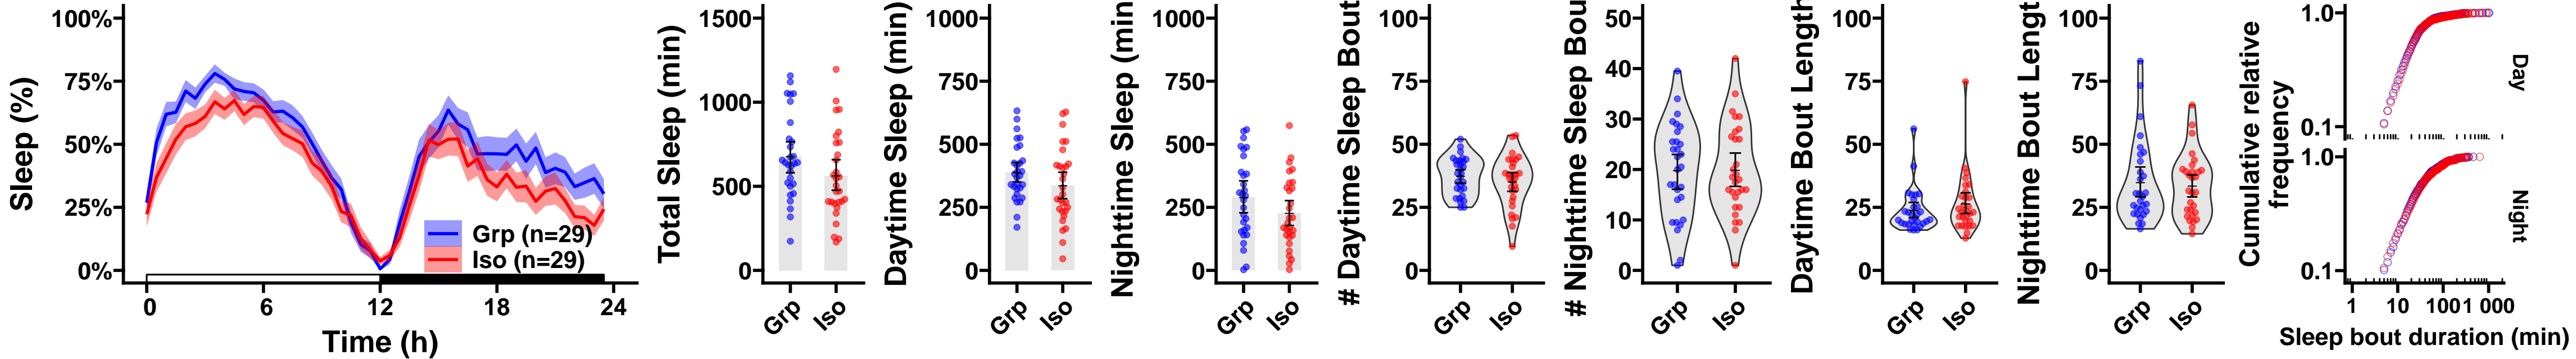 Sleep (%)
100%
75%
50%
25%
0%
Grp (n=29)
Iso (n=29)
0
6
12
18
24
Time (h)
Total Sleep (min)
1500
1000
500
0
Grp
Iso
Daytime Sleep (min)
1000
750
500
250
0
Grp
Iso
Nighttime Sleep (min
1000
750
500
250
0
Grp
Iso
# Daytime Sleep Bout
100
75
50
25
0
Grp
Iso
# Nighttime Sleep Bou
50
40
30
20
10
0
Grp
Iso
Daytime Bout Length
100
75
50
25
0
Grp
Iso
Nighttime Bout Lengt
100
75
50
25
0
Grp
Iso
Cumulative relative
frequency
1.0
0.1
Day
1.0
0.1
Night
1
10
100
1 000
Sleep bout duration (min)